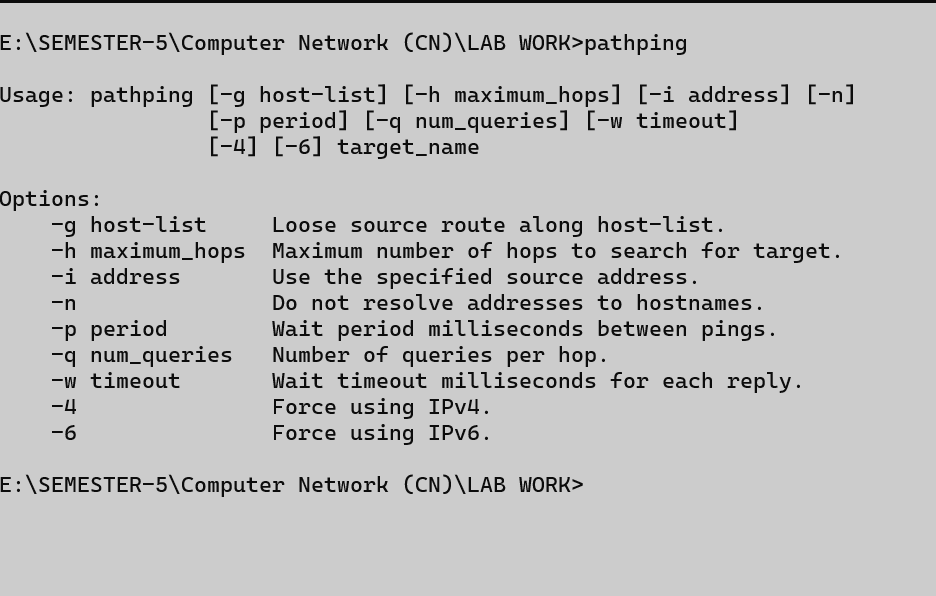 E:\SEMESTER-5\Computer Network (CN)\LAB WORK>pathping
Usage: pathping [-g host-list] [-h maximum_hops] [-i address] [-n]
[-p period] [-q num_queries] [-w timeout]
[-4] [-6] target_name
Options:
-g host-list Loose source route along host-list.
-h maximum_hops Maximum number of hops to search for target.
-i address Use the specified source address.
-n Do not resolve addresses to hostnames.
-p period Wait period milliseconds between pings.
-q num_queries Number of queries per hop.
-w timeout Wait timeout milliseconds for each reply.
-4 Force using IPv4.
-6 Force using IPv6.
E:\SEMESTER-5\Computer Network (CN)\LAB WORK>